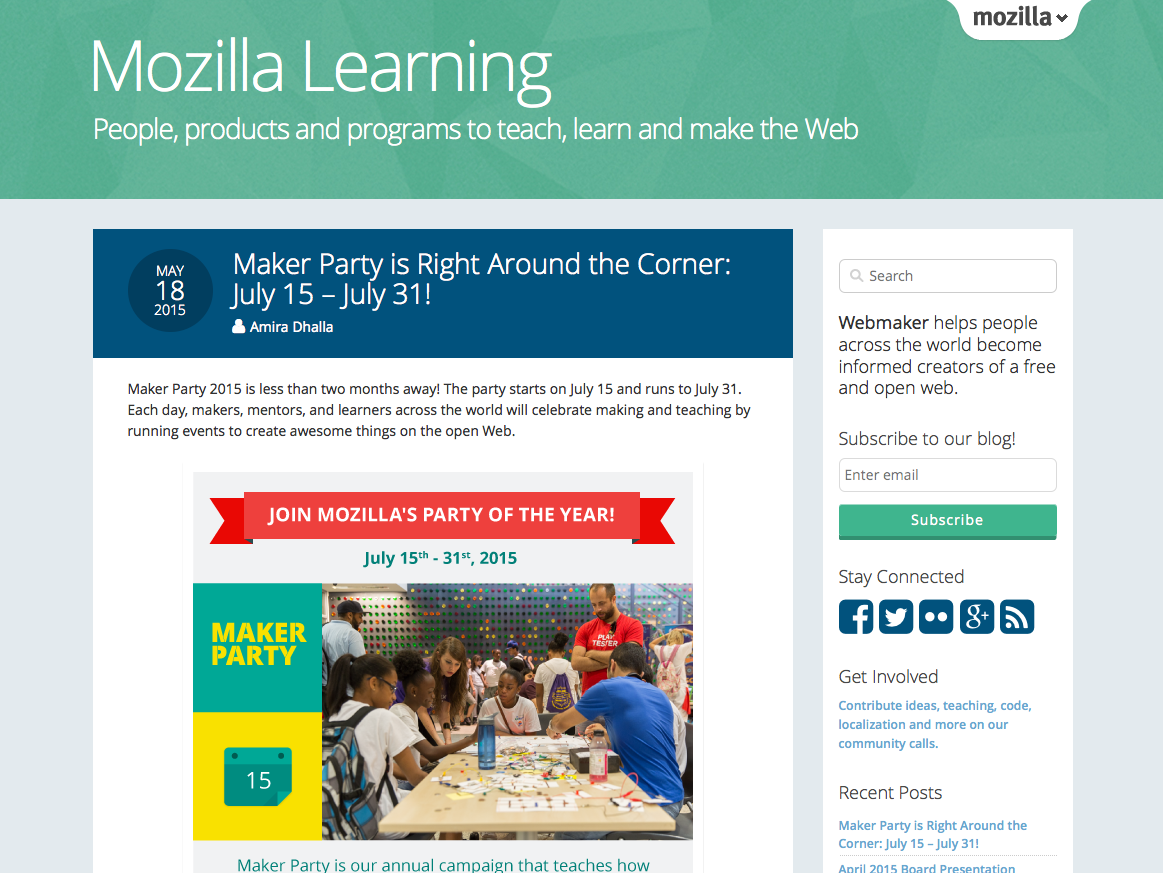 mozilla
Mozilla Learning
People, products and programs to teach, learn and make the Web
MAY
18
2015
Maker Party is Right Around the Corner:
July 15 – July 31!
Amira Dhalla
Maker Party 2015 is less than two months away! The party starts on July 15 and runs to July 31.
Each day, makers, mentors, and learners across the world will celebrate making and teaching by
running events to create awesome things on the open Web.
JOIN MOZILLA'S PARTY OF THE YEAR!
July 15th - 31st, 2015
MAKER
PARTY
15
PLAY
TESTER
Maker Party is our annual campaign that teaches how
Search
Webmaker helps people
across the world become
informed creators of a free
and open web.
Subscribe to our blog!
Enter email
Subscribe
Stay Connected
Get Involved
Contribute ideas, teaching, code,
localization and more on our
community calls.
Recent Posts
Maker Party is Right Around the
Corner: July 15 – July 31!
April 2015 Board Presentation